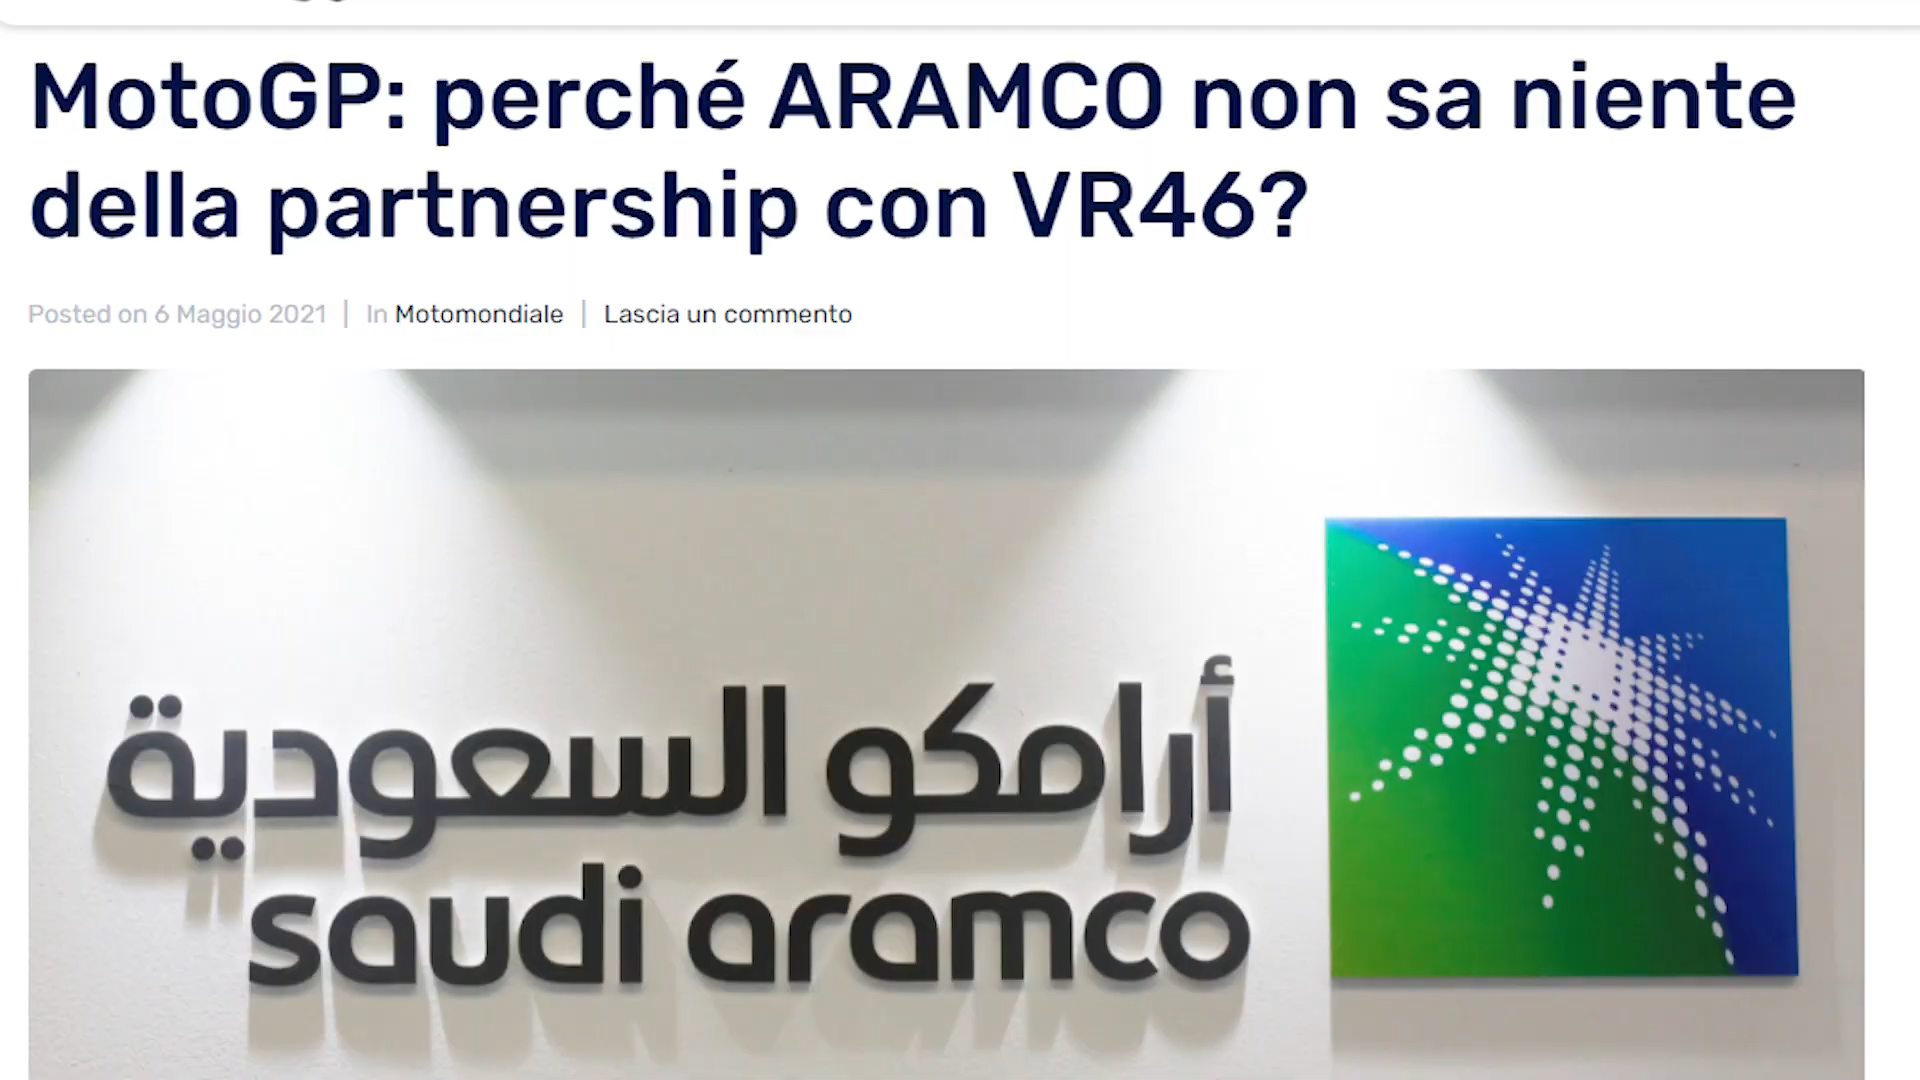 MotoGP: perché ARAMCO non sa niente
della partnership con VR46?
Posted on 6 Maggio 2021 | In Motomondiale | Lascia un commento
أرامكو السعودية
saudi aramco